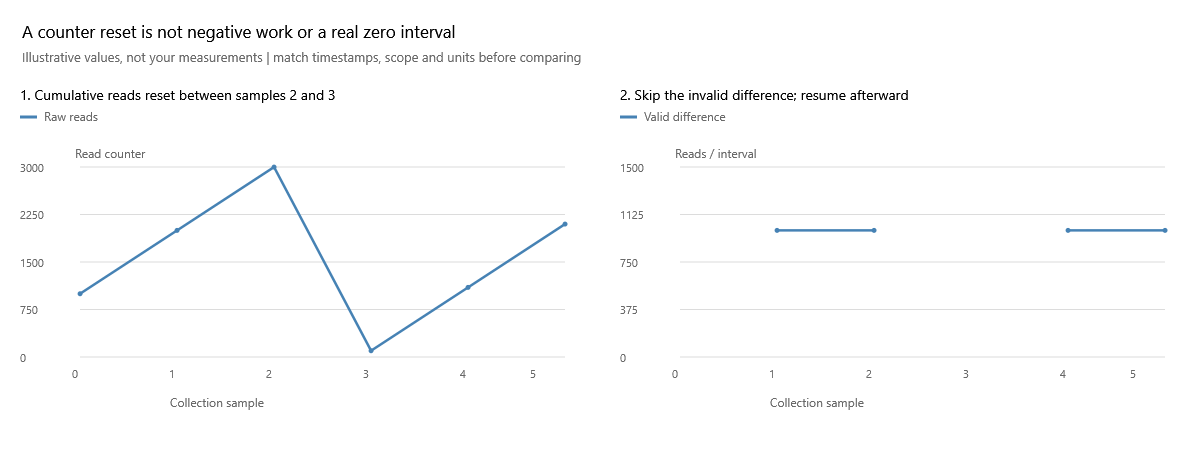 A counter reset is not negative work or a real zero interval
Illustrative values, not your measurements | match timestamps, scope and units before comparing
1. Cumulative reads reset between samples 2 and 3
Raw reads
Read counter
3000
2250
1500
750
0
0 1 2 3 4 5
Collection sample
2. Skip the invalid difference; resume afterward
Valid difference
Reads / interval
1500
1125
750
375
0
0 1 2 3 4 5
Collection sample